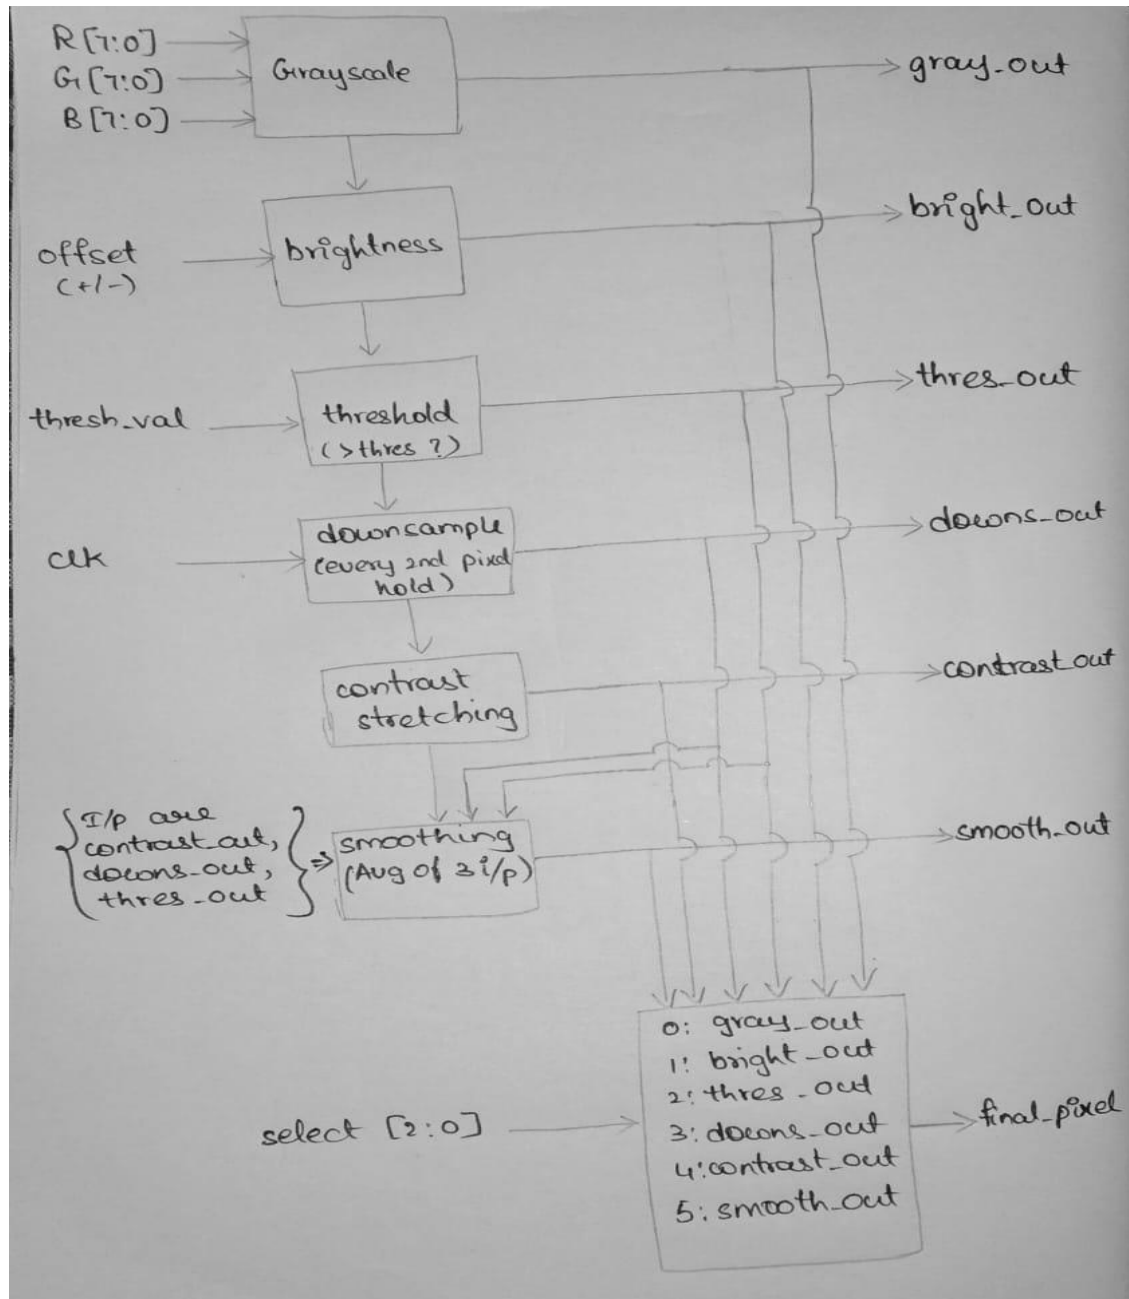 R[7:0]
G[7:0]
B[7:0]
Grayscale
gray_out
offset
(+/-)
brightness
bright_out
thresh_val
threshold
(>thres ?)
thres_out
clk
downsample
(every 2nd pixel
hold)
downs_out
contrast
stretching
contrast_out
I/p are
contrast_out,
downs_out,
thres_out
⇒
smoothing
(Avg of 3 i/p)
smooth_out
select [2:0]
0: gray_out
1: bright_out
2: thres_out
3: downs_out
4: contrast_out
5: smooth_out
final_pixel